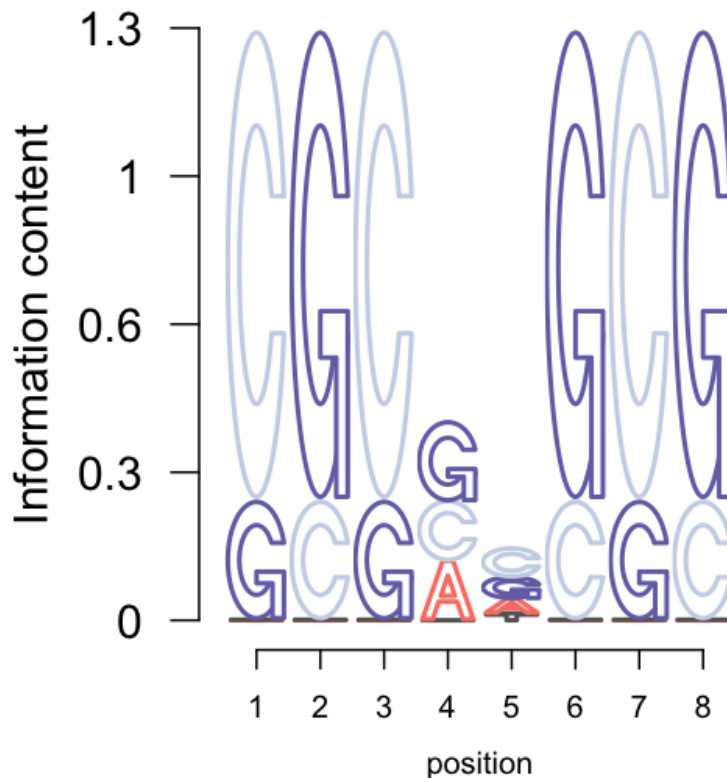 Information content
1.3
1
0.6
0.3
0
C G C G C G C G
G C G C G C G C
A A
T
1 2 3 4 5 6 7 8
position